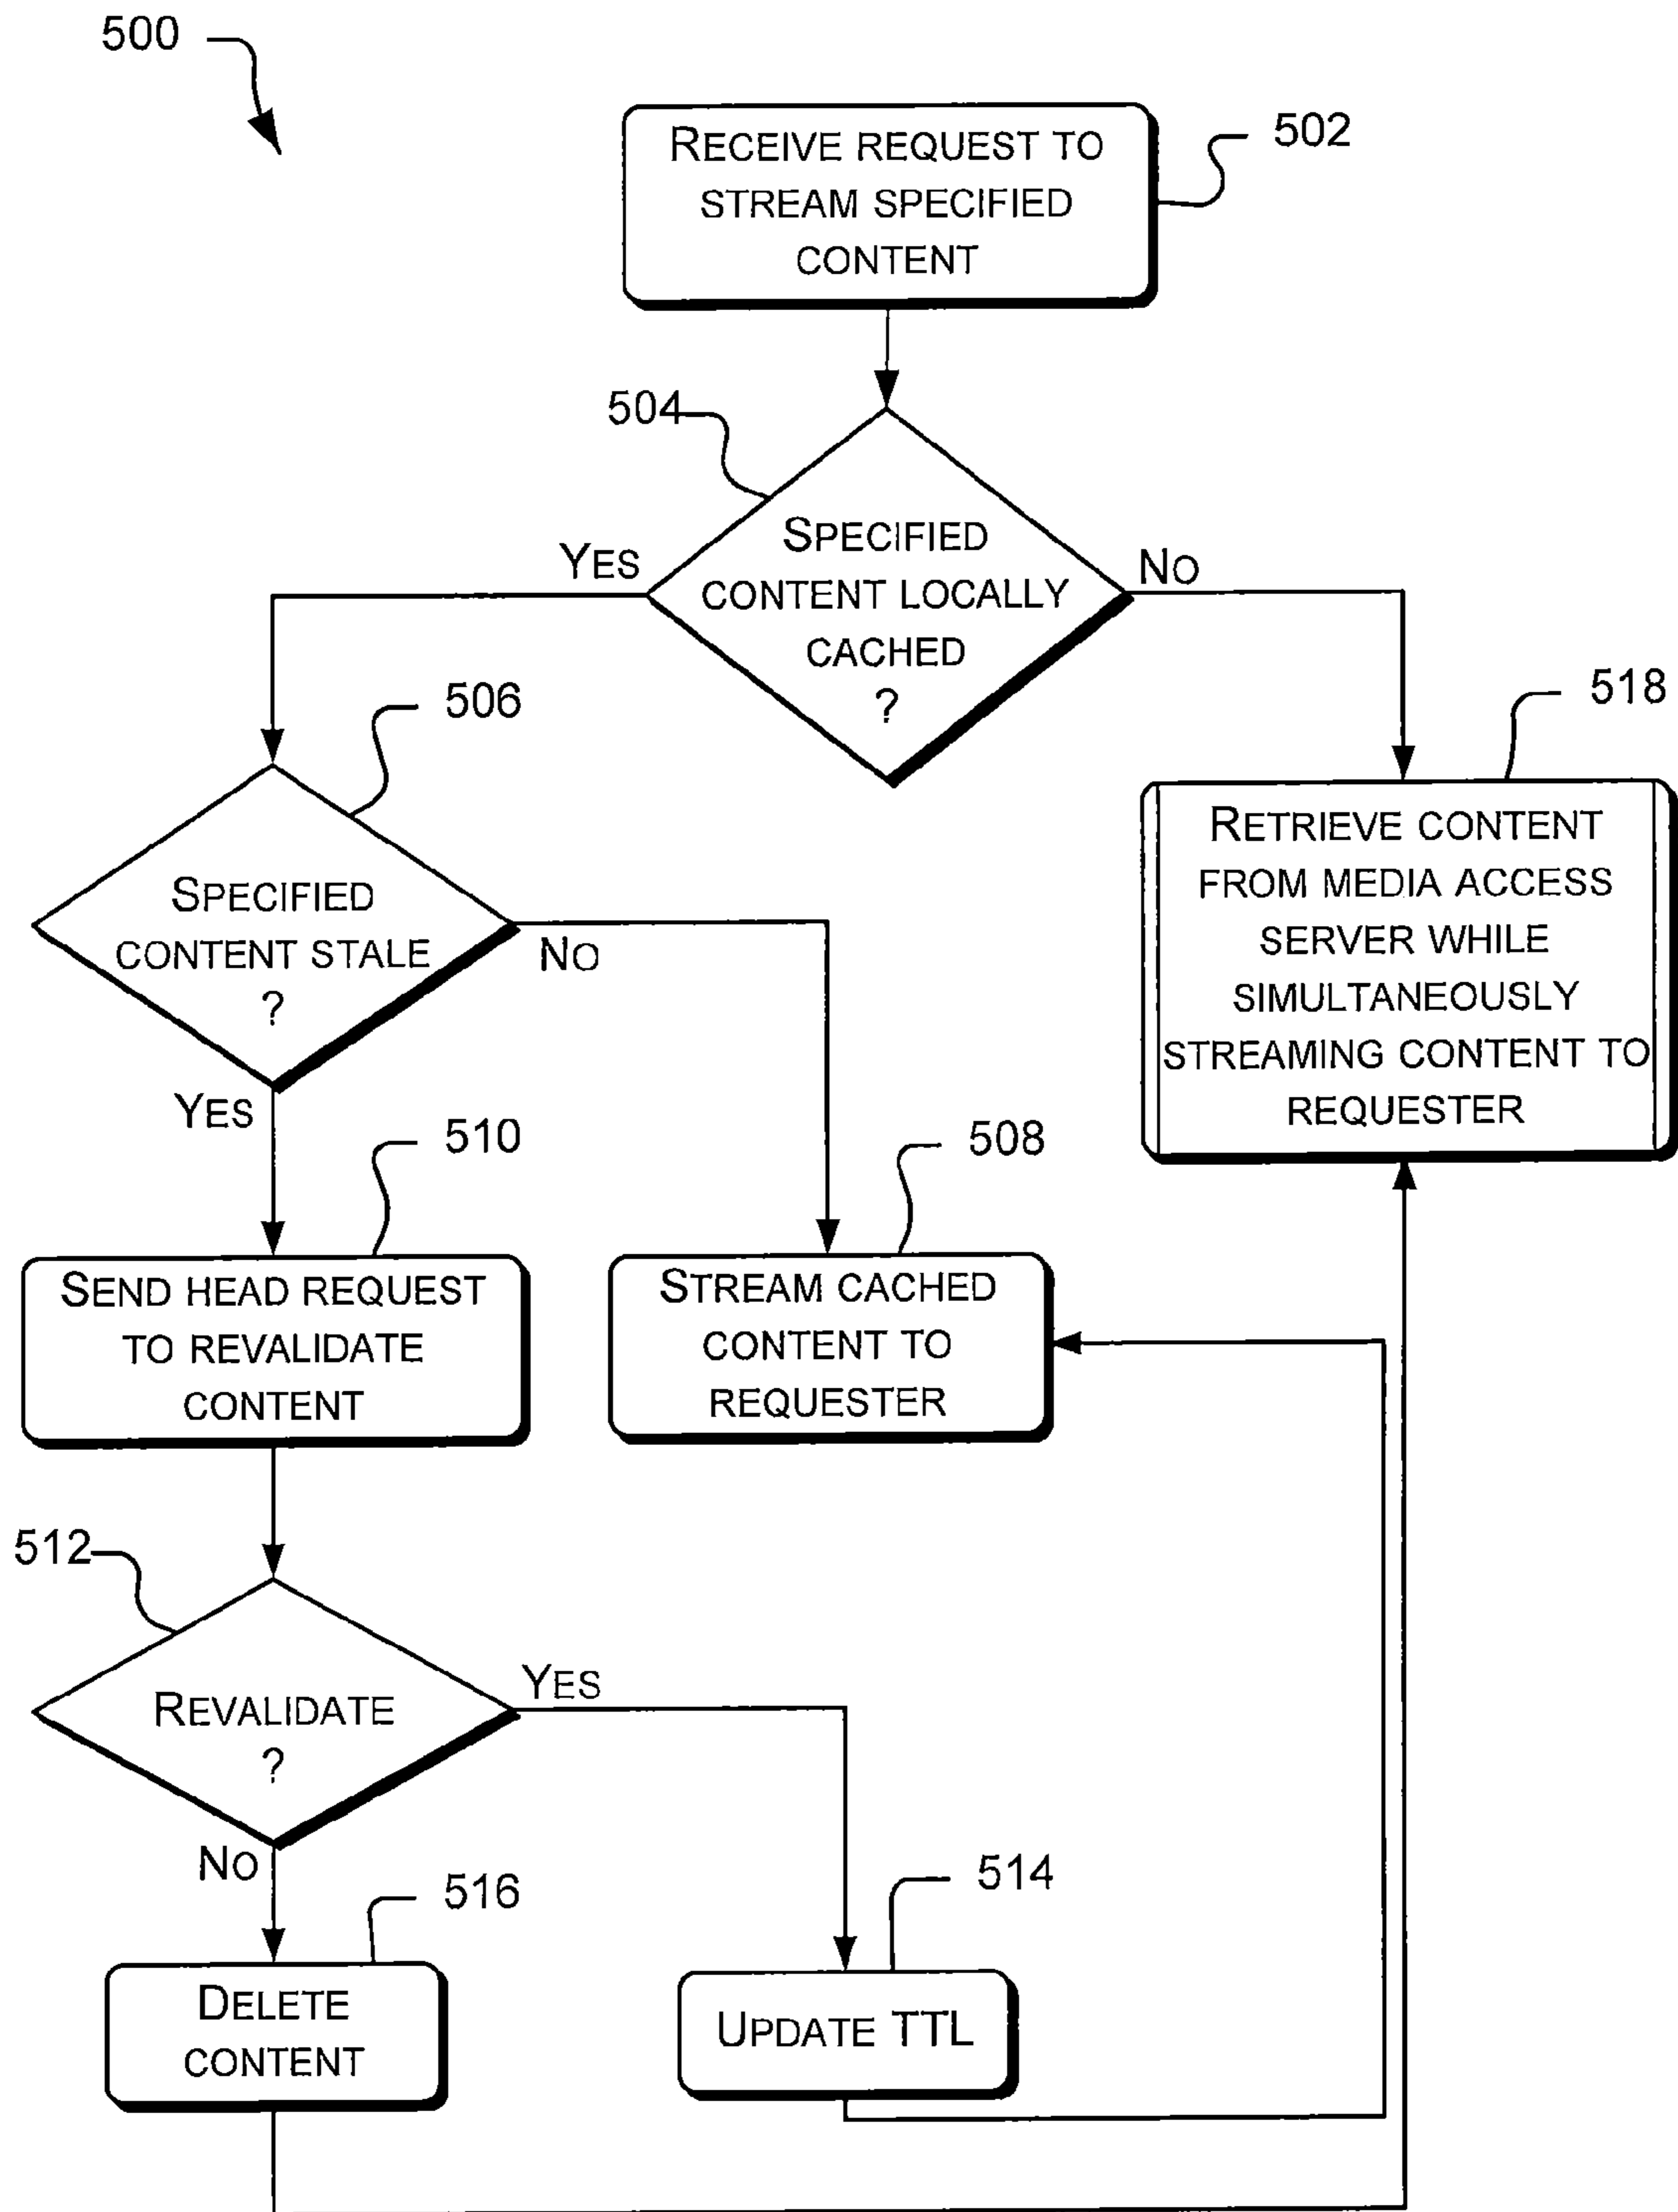 500
RECEIVE REQUEST TO
STREAM SPECIFIED
CONTENT
502
504
SPECIFIED
CONTENT LOCALLY
CACHED
?
YES
NO
506
518
SPECIFIED
CONTENT STALE
?
NO
YES
RETRIEVE CONTENT
FROM MEDIA ACCESS
SERVER WHILE
SIMULTANEOUSLY
STREAMING CONTENT TO
REQUESTER
510
508
SEND HEAD REQUEST
TO REVALIDATE
CONTENT
STREAM CACHED
CONTENT TO
REQUESTER
512
REVALIDATE
?
YES
NO
516
514
DELETE
CONTENT
UPDATE TTL